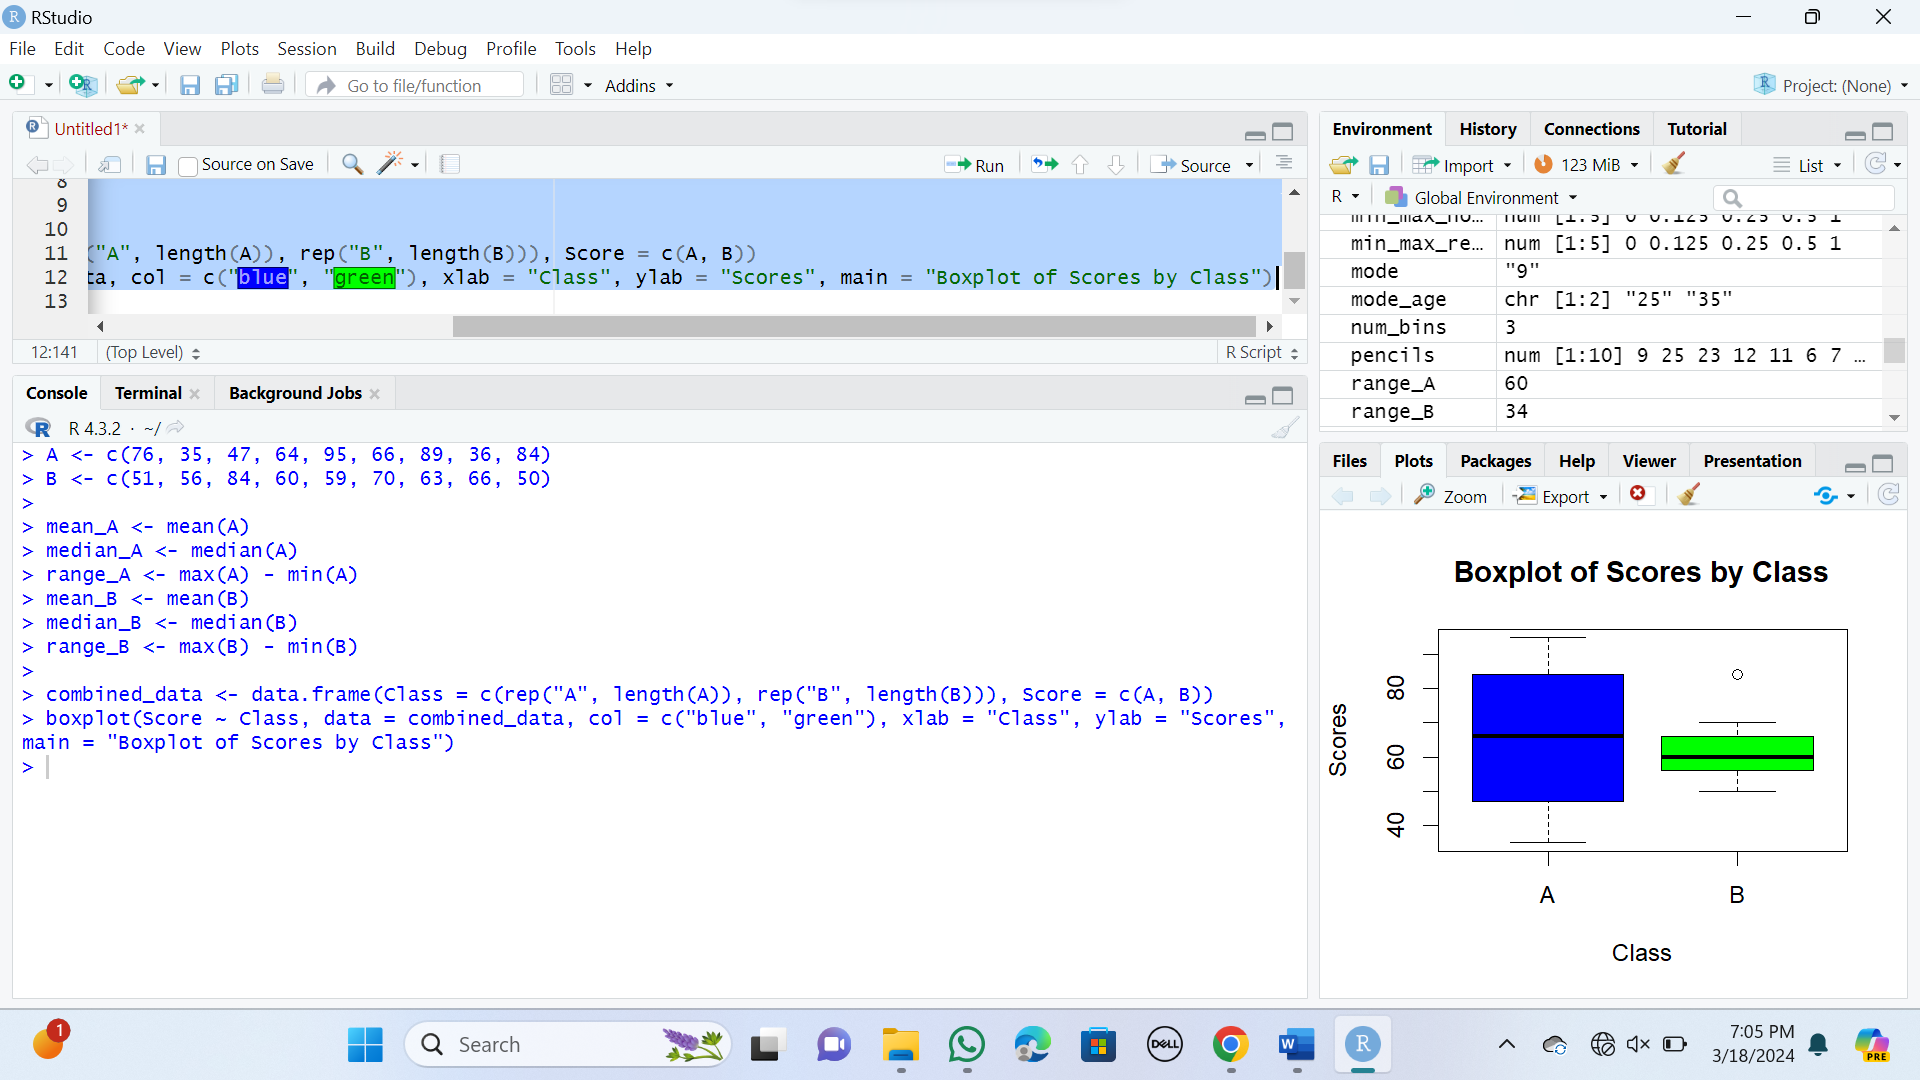 RStudio
File Edit Code View Plots Session Build Debug Profile Tools Help
Go to file/function Addins Project: (None)
Untitled1*
Source on Save Run Source
8
9
10
11 ("A", length(A)), rep("B", length(B))), Score = c(A, B))
12 ta, col = c("blue", "green"), xlab = "Class", ylab = "Scores", main = "Boxplot of Scores by Class")
13
12:141 (Top Level) R Script
Console Terminal Background Jobs
R 4.3.2 · ~/
> A <- c(76, 35, 47, 64, 95, 66, 89, 36, 84)
> B <- c(51, 56, 84, 60, 59, 70, 63, 66, 50)
>
> mean_A <- mean(A)
> median_A <- median(A)
> range_A <- max(A) - min(A)
> mean_B <- mean(B)
> median_B <- median(B)
> range_B <- max(B) - min(B)
>
> combined_data <- data.frame(Class = c(rep("A", length(A)), rep("B", length(B))), Score = c(A, B))
> boxplot(Score ~ Class, data = combined_data, col = c("blue", "green"), xlab = "Class", ylab = "Scores",
main = "Boxplot of Scores by Class")
>
Environment History Connections Tutorial
Import 123 MiB List
R Global Environment
min_max_no... num [1:5] 0 0.125 0.25 0.5 1
min_max_re... num [1:5] 0 0.125 0.25 0.5 1
mode "9"
mode_age chr [1:2] "25" "35"
num_bins 3
pencils num [1:10] 9 25 23 12 11 6 7 ...
range_A 60
range_B 34
Files Plots Packages Help Viewer Presentation
Zoom Export
Boxplot of Scores by Class
Scores
80
60
40
A B
Class
1
Search
DELL
W
R
7:05 PM
3/18/2024
PRE